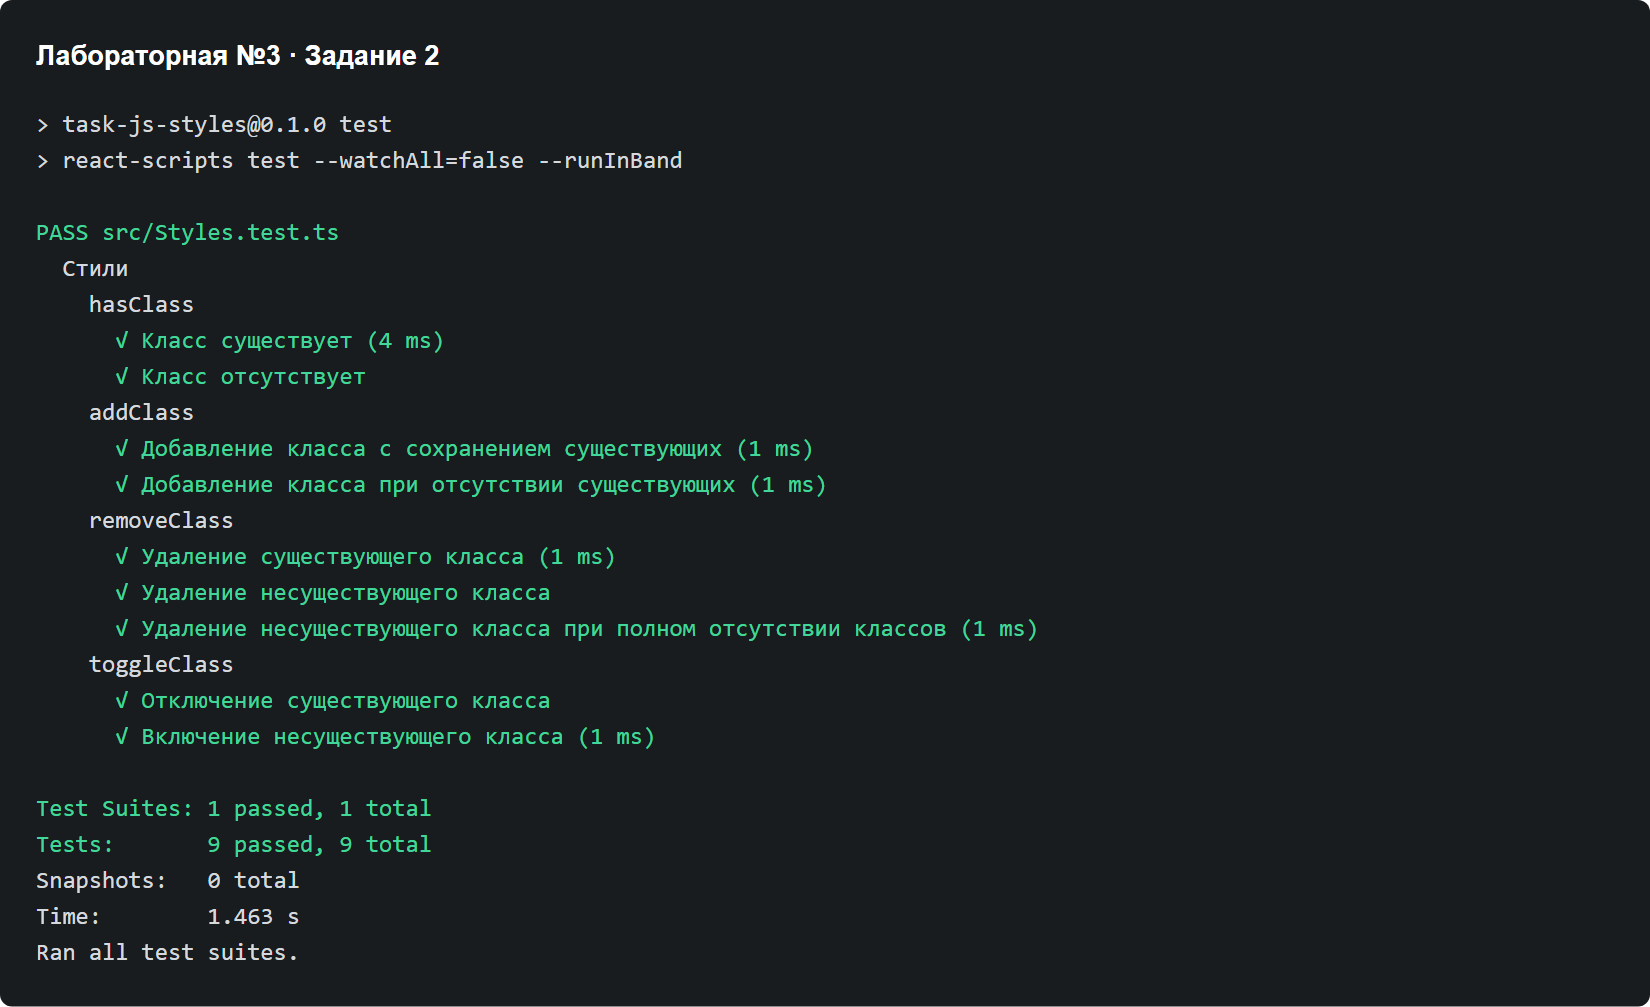 Лабораторная №3 · Задание 2
> task-js-styles@0.1.0 test
> react-scripts test --watchAll=false --runInBand
PASS src/Styles.test.ts
Стили
hasClass
√ Класс существует (4 ms)
√ Класс отсутствует
addClass
√ Добавление класса с сохранением существующих (1 ms)
√ Добавление класса при отсутствии существующих (1 ms)
removeClass
√ Удаление существующего класса (1 ms)
√ Удаление несуществующего класса
√ Удаление несуществующего класса при полном отсутствии классов (1 ms)
toggleClass
√ Отключение существующего класса
√ Включение несуществующего класса (1 ms)
Test Suites: 1 passed, 1 total
Tests:       9 passed, 9 total
Snapshots:   0 total
Time:        1.463 s
Ran all test suites.